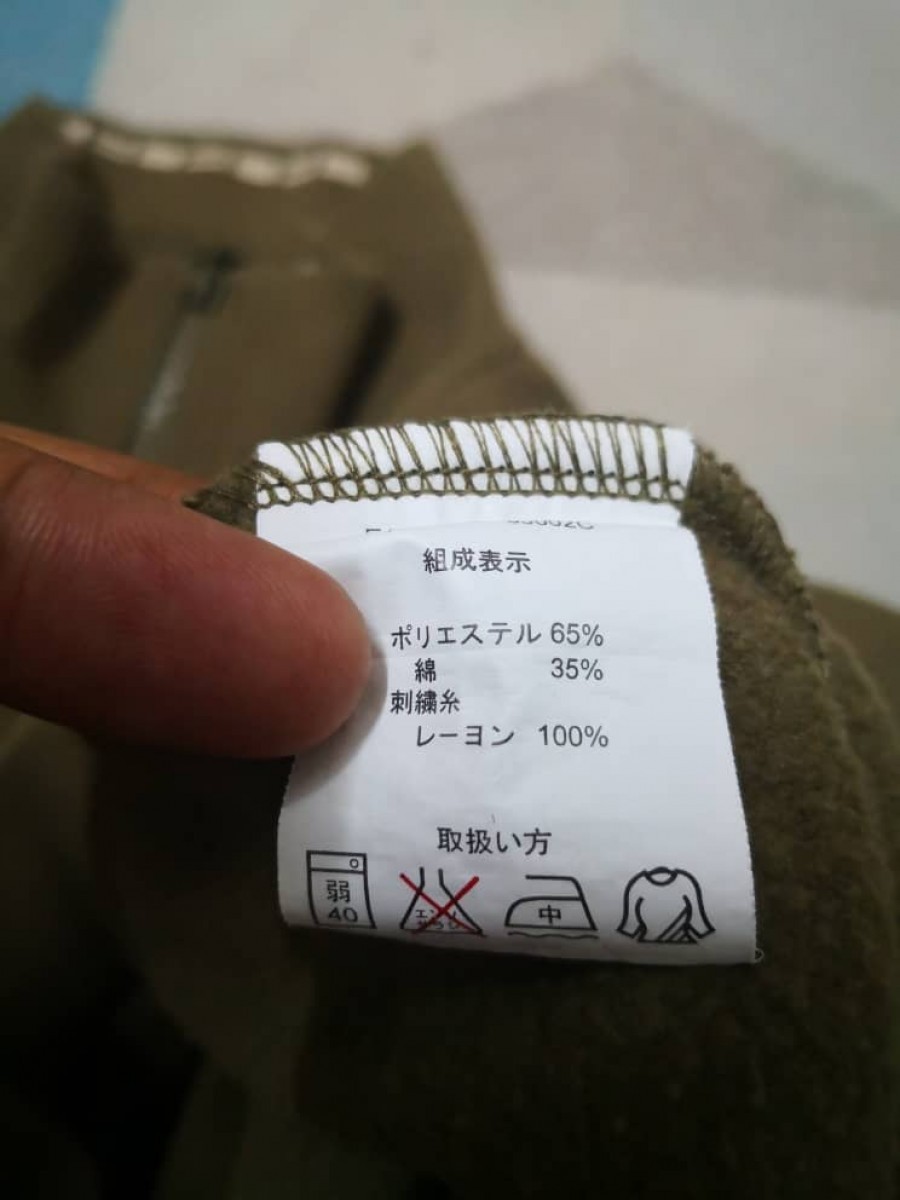 組成表示
ポリエステル 65%
綿 35%
刺繍糸
レーヨン 100%
取扱い方
弱
40
中